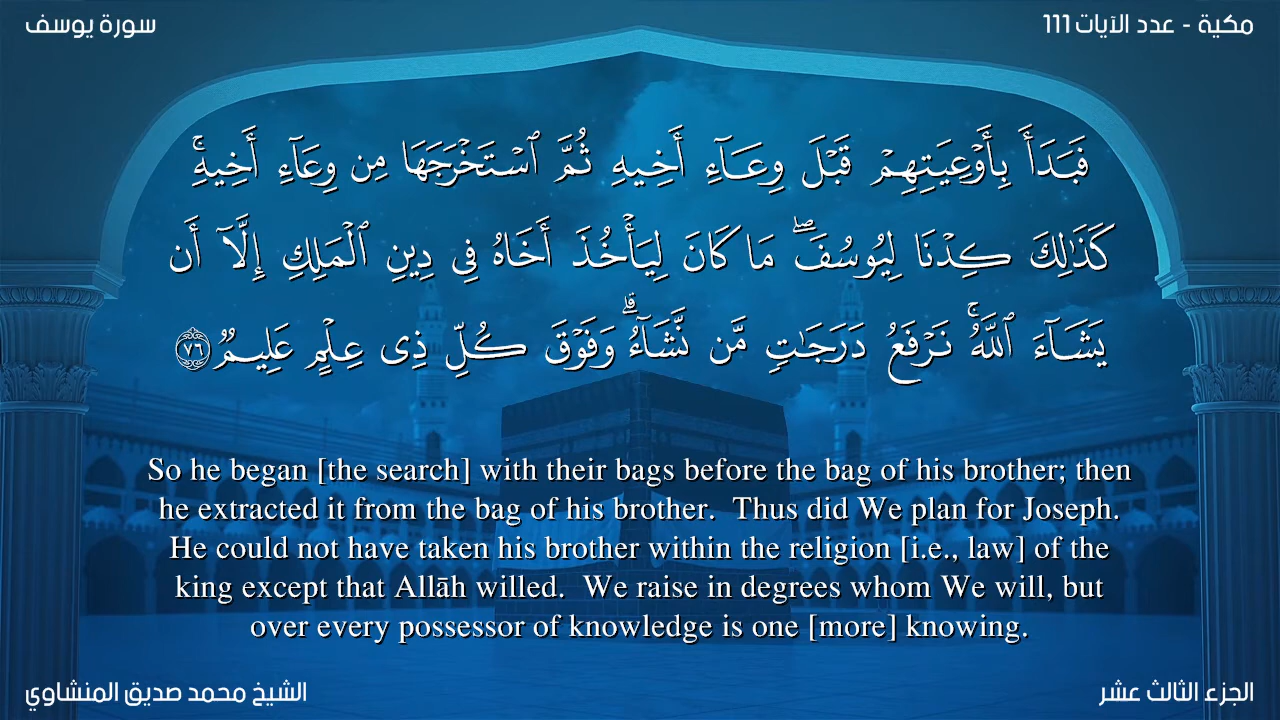 سورة يوسف
مكية - عدد الآيات 111
فَبَدَأَ بِأَوْعِيَتِهِمْ قَبْلَ وِعَآءِ أَخِيهِ ثُمَّ ٱسْتَخْرَجَهَا مِن وِعَآءِ أَخِيهِۚ
كَذَٰلِكَ كِدْنَا لِيُوسُفَۖ مَا كَانَ لِيَأْخُذَ أَخَاهُ فِى دِينِ ٱلْمَلِكِ إِلَّآ أَن
يَشَآءَ ٱللَّهُۚ نَرْفَعُ دَرَجَـٰتٍ مَّن نَّشَآءُۗ وَفَوْقَ كُلِّ ذِى عِلْمٍ عَلِيمٌ ٧٦
So he began [the search] with their bags before the bag of his brother; then
he extracted it from the bag of his brother.  Thus did We plan for Joseph.
He could not have taken his brother within the religion [i.e., law] of the
king except that Allāh willed.  We raise in degrees whom We will, but
over every possessor of knowledge is one [more] knowing.
الشيخ محمد صديق المنشاوي
الجزء الثالث عشر